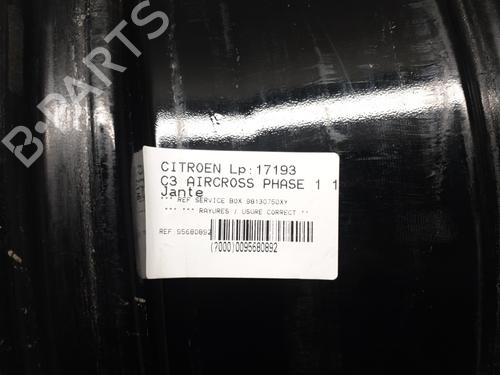 B-PARTS
CITROEN Lp:17193
C3 AIRCROSS PHASE 1 1
Jante
*** REF SERVICE BOX 98130750XY
*** *** RAYURES / USURE CORRECT **
REF 95680892
(7000)0095680892